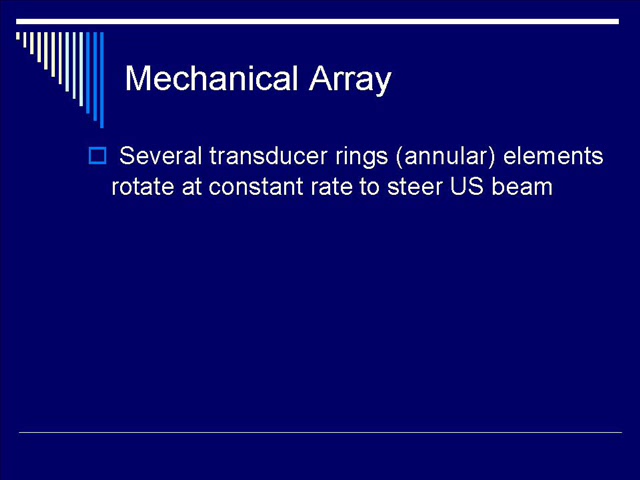 Mechanical Array
Several transducer rings (annular) elements
rotate at constant rate to steer US beam